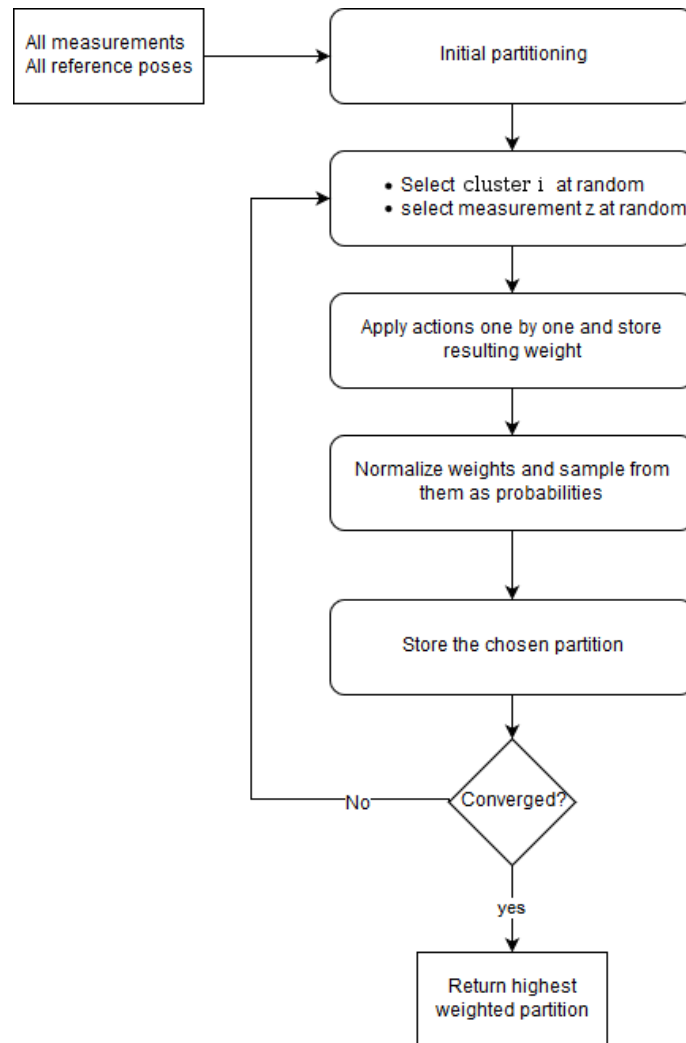 All measurements
All reference poses
Initial partitioning
• Select cluster i at random
• select measurement z at random
Apply actions one by one and store
resulting weight
Normalize weights and sample from
them as probabilities
Store the chosen partition
Converged?
No
yes
Return highest
weighted partition